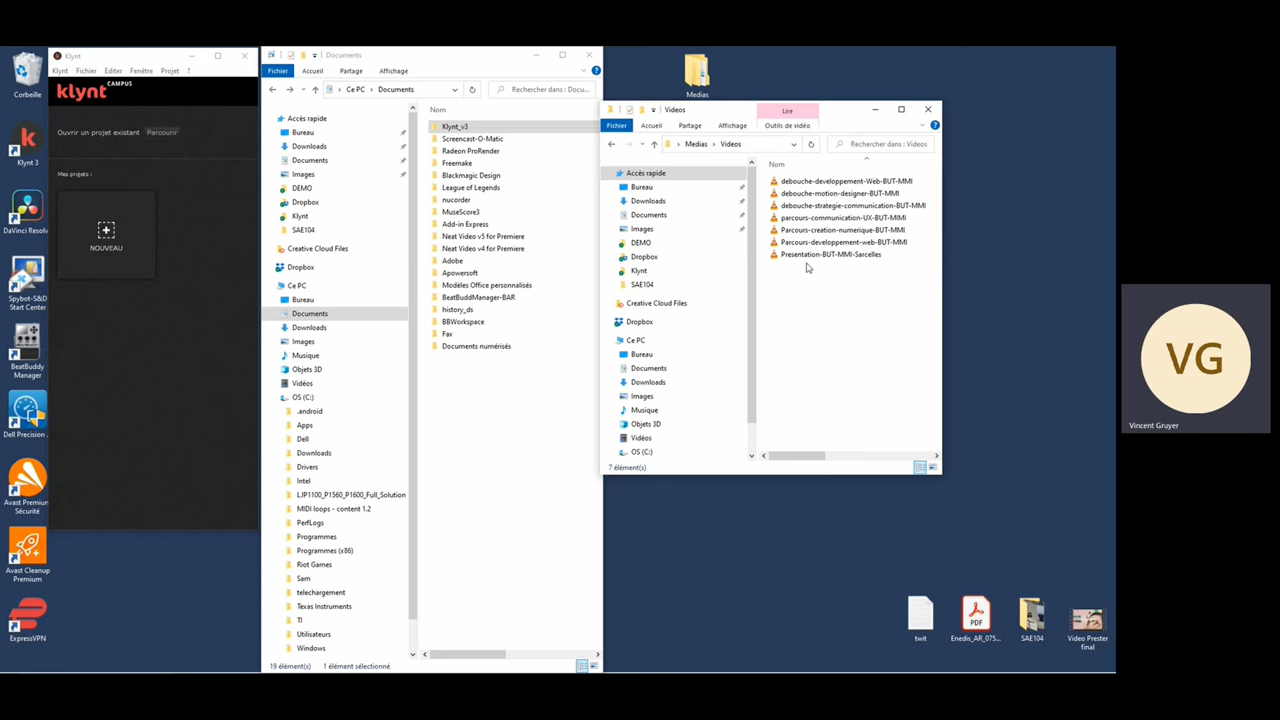 Corbeille
Klynt 3
DaVinci Resolv
Spybot-S&D
Start Center
BeatBuddy
Manager
Dell Precision ...
Avast Premium
Sécurité
Avast Cleanup
Premium
ExpressVPN
Klynt
Klynt Fichier Editer Fenêtre Projet ?
klynt CAMPUS
Ouvrir un projet existant Parcourir
Mes projets :
NOUVEAU
Documents
Fichier Accueil Partage Affichage
Ce PC Documents
Rechercher dans : Docu...
Accès rapide
Bureau
Downloads
Documents
Images
DEMO
Dropbox
Klynt
SAE104
Creative Cloud Files
Dropbox
Ce PC
Bureau
Documents
Downloads
Images
Musique
Objets 3D
Vidéos
OS (C:)
.android
Apps
Dell
Downloads
Drivers
Intel
LJP1100_P1560_P1600_Full_Solution
MIDI loops - content 1.2
PerfLogs
Programmes
Programmes (x86)
Riot Games
Sam
telechargement
Texas Instruments
TI
Utilisateurs
Windows
Nom
Klynt_v3
Screencast-O-Matic
Radeon ProRender
Freemake
Blackmagic Design
League of Legends
nucorder
MuseScore3
Add-in Express
Neat Video v5 for Premiere
Neat Video v4 for Premiere
Adobe
Apowersoft
Modèles Office personnalisés
BeatBuddManager-BAR
history_ds
BBWorkspace
Fax
Documents numérisés
19 élément(s) 1 élément sélectionné
Medias
Videos
Lire
Fichier Accueil Partage Affichage Outils de vidéo
Medias Videos
Rechercher dans : Videos
Accès rapide
Bureau
Downloads
Documents
Images
DEMO
Dropbox
Klynt
SAE104
Creative Cloud Files
Dropbox
Ce PC
Bureau
Documents
Downloads
Images
Musique
Objets 3D
Vidéos
OS (C:)
Nom
debouche-developpement-Web-BUT-MMI
debouche-motion-designer-BUT-MMI
debouche-strategie-communication-BUT-MMI
parcours-communication-UX-BUT-MIMI
Parcours-creation-numerique-BUT-MMI
Parcours-developpement-web-BUT-MMI
Presentation-BUT-MMI-Sarcelles
7 élément(s)
twit
Enedis_AR_075...
SAE104
Video Prester
final
PDF
VG
Vincent Gruyer